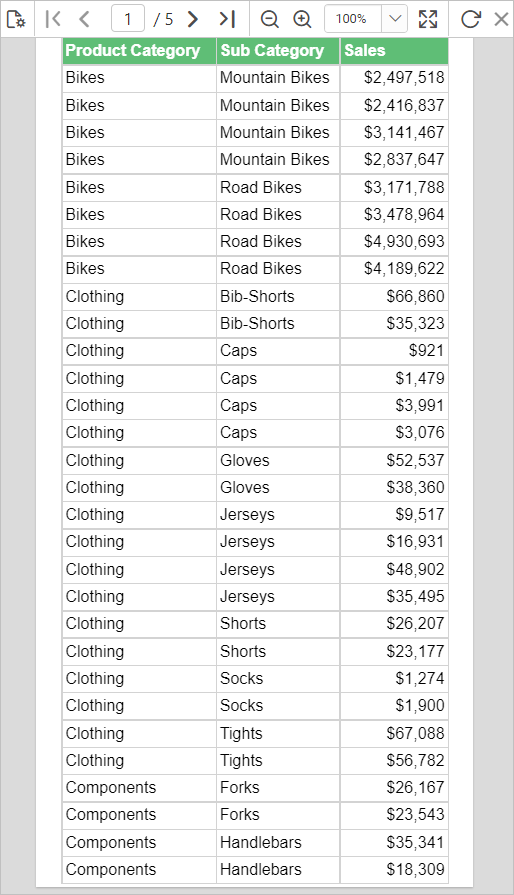 1 / 5 100%
Product Category Sub Category Sales
Bikes Mountain Bikes $2,497,518
Bikes Mountain Bikes $2,416,837
Bikes Mountain Bikes $3,141,467
Bikes Mountain Bikes $2,837,647
Bikes Road Bikes $3,171,788
Bikes Road Bikes $3,478,964
Bikes Road Bikes $4,930,693
Bikes Road Bikes $4,189,622
Clothing Bib-Shorts $66,860
Clothing Bib-Shorts $35,323
Clothing Caps $921
Clothing Caps $1,479
Clothing Caps $3,991
Clothing Caps $3,076
Clothing Gloves $52,537
Clothing Gloves $38,360
Clothing Jerseys $9,517
Clothing Jerseys $16,931
Clothing Jerseys $48,902
Clothing Jerseys $35,495
Clothing Shorts $26,207
Clothing Shorts $23,177
Clothing Socks $1,274
Clothing Socks $1,900
Clothing Tights $67,088
Clothing Tights $56,782
Components Forks $26,167
Components Forks $23,543
Components Handlebars $35,341
Components Handlebars $18,309